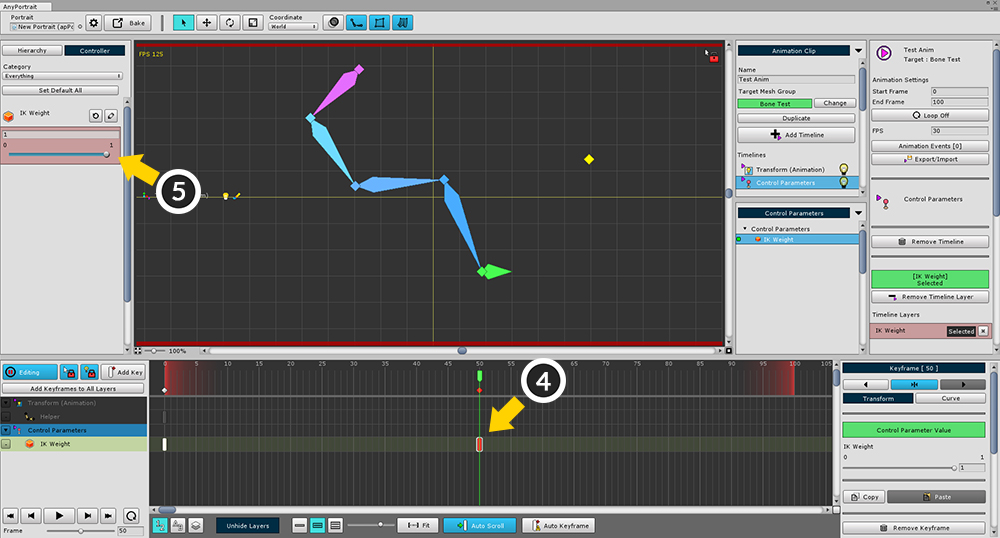 AnyPortrait
Portrait
New Portrait (apPo
Bake
Coordinate
World
Hierarchy
Controller
Category
Everything
Set Default All
IK Weight
1
0 1
5
FPS 125
100%
Animation Clip
Name
Test Anim
Target Mesh Group
Bone Test
Change
Duplicate
Add Timeline
Timelines
Transform (Animation)
Control Parameters
Control Parameters
Control Parameters
IK Weight
Test Anim
Target : Bone Test
Animation Settings
Start Frame 0
End Frame 100
Loop Off
FPS 30
Animation Events [0]
Export/Import
Control Parameters
Remove Timeline
[IK Weight]
Selected
Remove Timeline Layer
Timeline Layers
IK Weight Selected
Editing
Add Key
Add Keyframes to All Layers
Transform (Animation)
Helper
Control Parameters
IK Weight
Frame 50
0 5 10 15 20 25 30 35 40 45 50 55 60 65 70 75 80 85 90 95 100 105
4
Unhide Layers
Fit
Auto Scroll
Auto Keyframe
Keyframe [ 50 ]
Transform
Curve
Control Parameter Value
IK Weight
0 1
1
Copy
Paste
Remove Keyframe